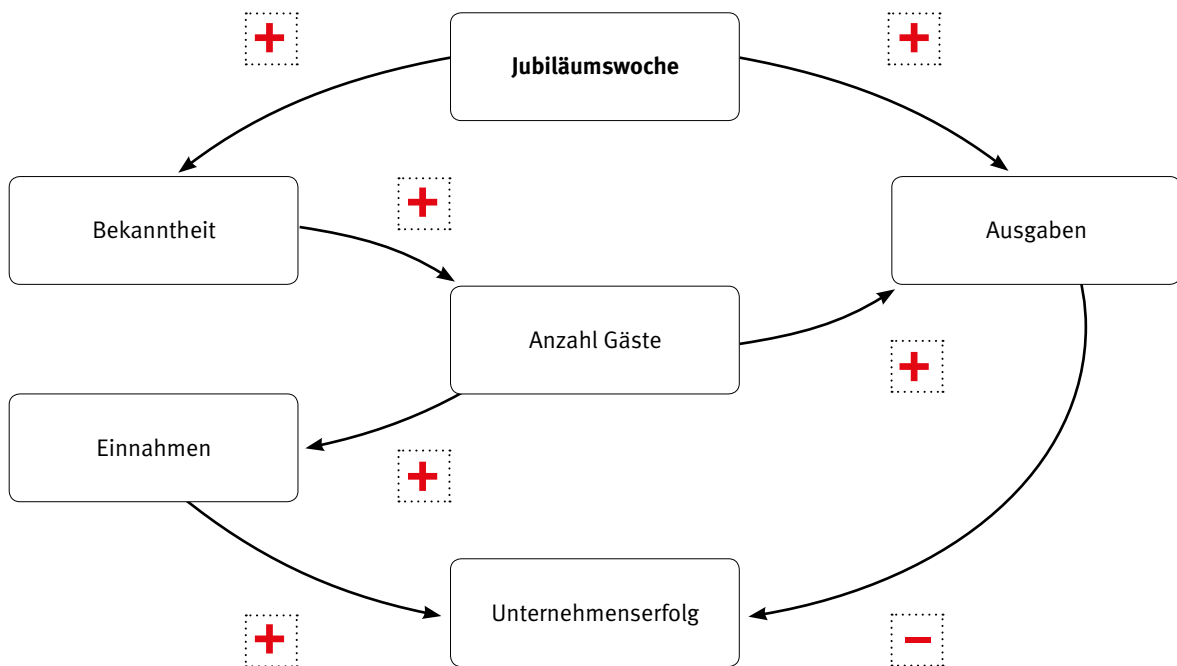 +
+
Jubiläumswoche
+
Bekanntheit
Ausgaben
Anzahl Gäste
+
Einnahmen
+
Unternehmenserfolg
+
−